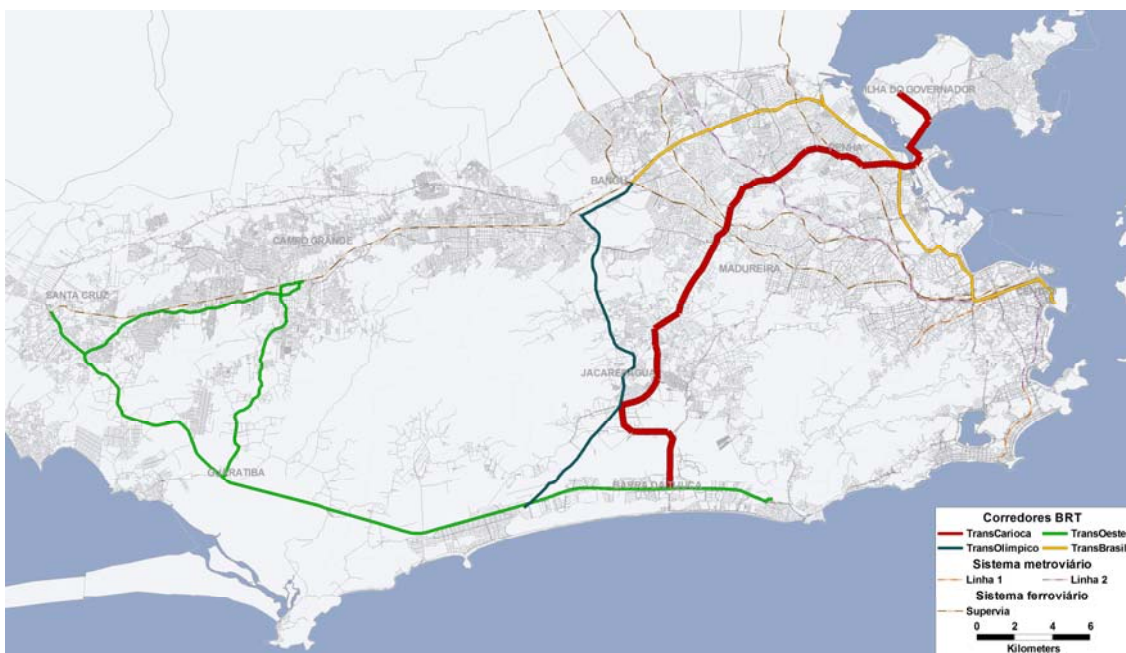 ILHA DO GOVERNADOR
PENHA
BANGU
CAMPO GRANDE
MADUREIRA
SANTA CRUZ
JACAREPAGUA
GUARATIBA
BARRA DA TIJUCA
Corredores BRT
TransCarioca TransOeste
TransOlímpico TransBrasil
Sistema metroviário
Linha 1 Linha 2
Sistema ferroviário
Supervia
0 2 4 6
Kilometers